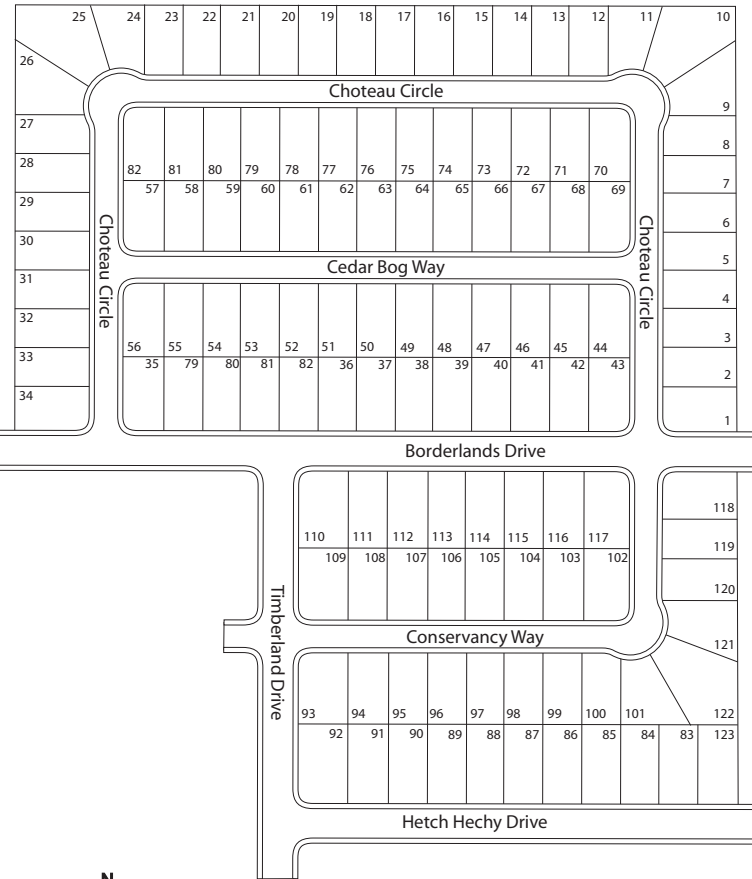 25 24 23 22 21 20 19 18 17 16 15 14 13 12 11 10
26
Choteau Circle
9
27
8
28
82 81 80 79 78 77 76 75 74 73 72 71 70
7
57 58 59 60 61 62 63 64 65 66 67 68 69
29
6
Choteau Circle
Choteau Circle
30
5
Cedar Bog Way
31
4
32
3
56 55 54 53 52 51 50 49 48 47 46 45 44
33
35 79 80 81 82 36 37 38 39 40 41 42 43
2
34
1
Borderlands Drive
118
110 111 112 113 114 115 116 117
119
109 108 107 106 105 104 103 102
120
Timberland Drive
Conservancy Way
121
93 94 95 96 97 98 99 100 101 122
92 91 90 89 88 87 86 85 84 83 123
Hetch Hechy Drive
N